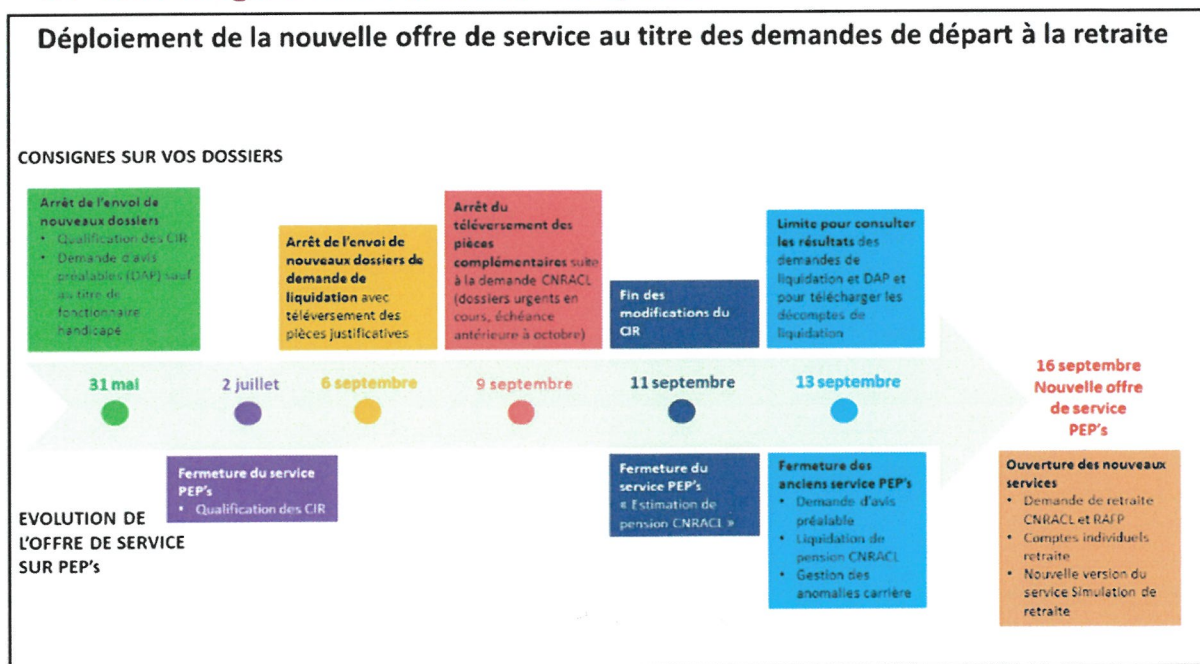 Déploiement de la nouvelle offre de service au titre des demandes de départ à la retraite
CONSIGNES SUR VOS DOSSIERS
Arrêt de l'envoi de
nouveaux dossiers
• Qualification des CIR
• Demande d'avis
préalables (DAP) sauf
au titre de
fonctionnaire
handicapé
Arrêt de l'envoi de
nouveaux dossiers de
demande de
liquidation avec
téléversement des
pièces justificatives
Arrêt du
téléversement des
pièces
complémentaires suite
à la demande CNRACL
(dossiers urgents en
cours, échéance
antérieure à octobre)
Fin des
modifications du
CIR
Limite pour consulter
les résultats des
demandes de
liquidation et DAP et
pour télécharger les
décomptes de
liquidation
31 mai
2 juillet
6 septembre
9 septembre
11 septembre
13 septembre
16 septembre
Nouvelle offre
de service
PEP's
Fermeture du service
PEP's
• Qualification des CIR
Fermeture du
service PEP's
« Estimation de
pension CNRACL »
Fermeture des
anciens service PEP's
• Demande d'avis
préalable
• Liquidation de
pension CNRACL
• Gestion des
anomalies carrière
Ouverture des nouveaux
services
• Demande de retraite
CNRACL et RAFP
• Comptes individuels
retraite
• Nouvelle version du
service Simulation de
retraite
EVOLUTION DE
L'OFFRE DE SERVICE
SUR PEP's